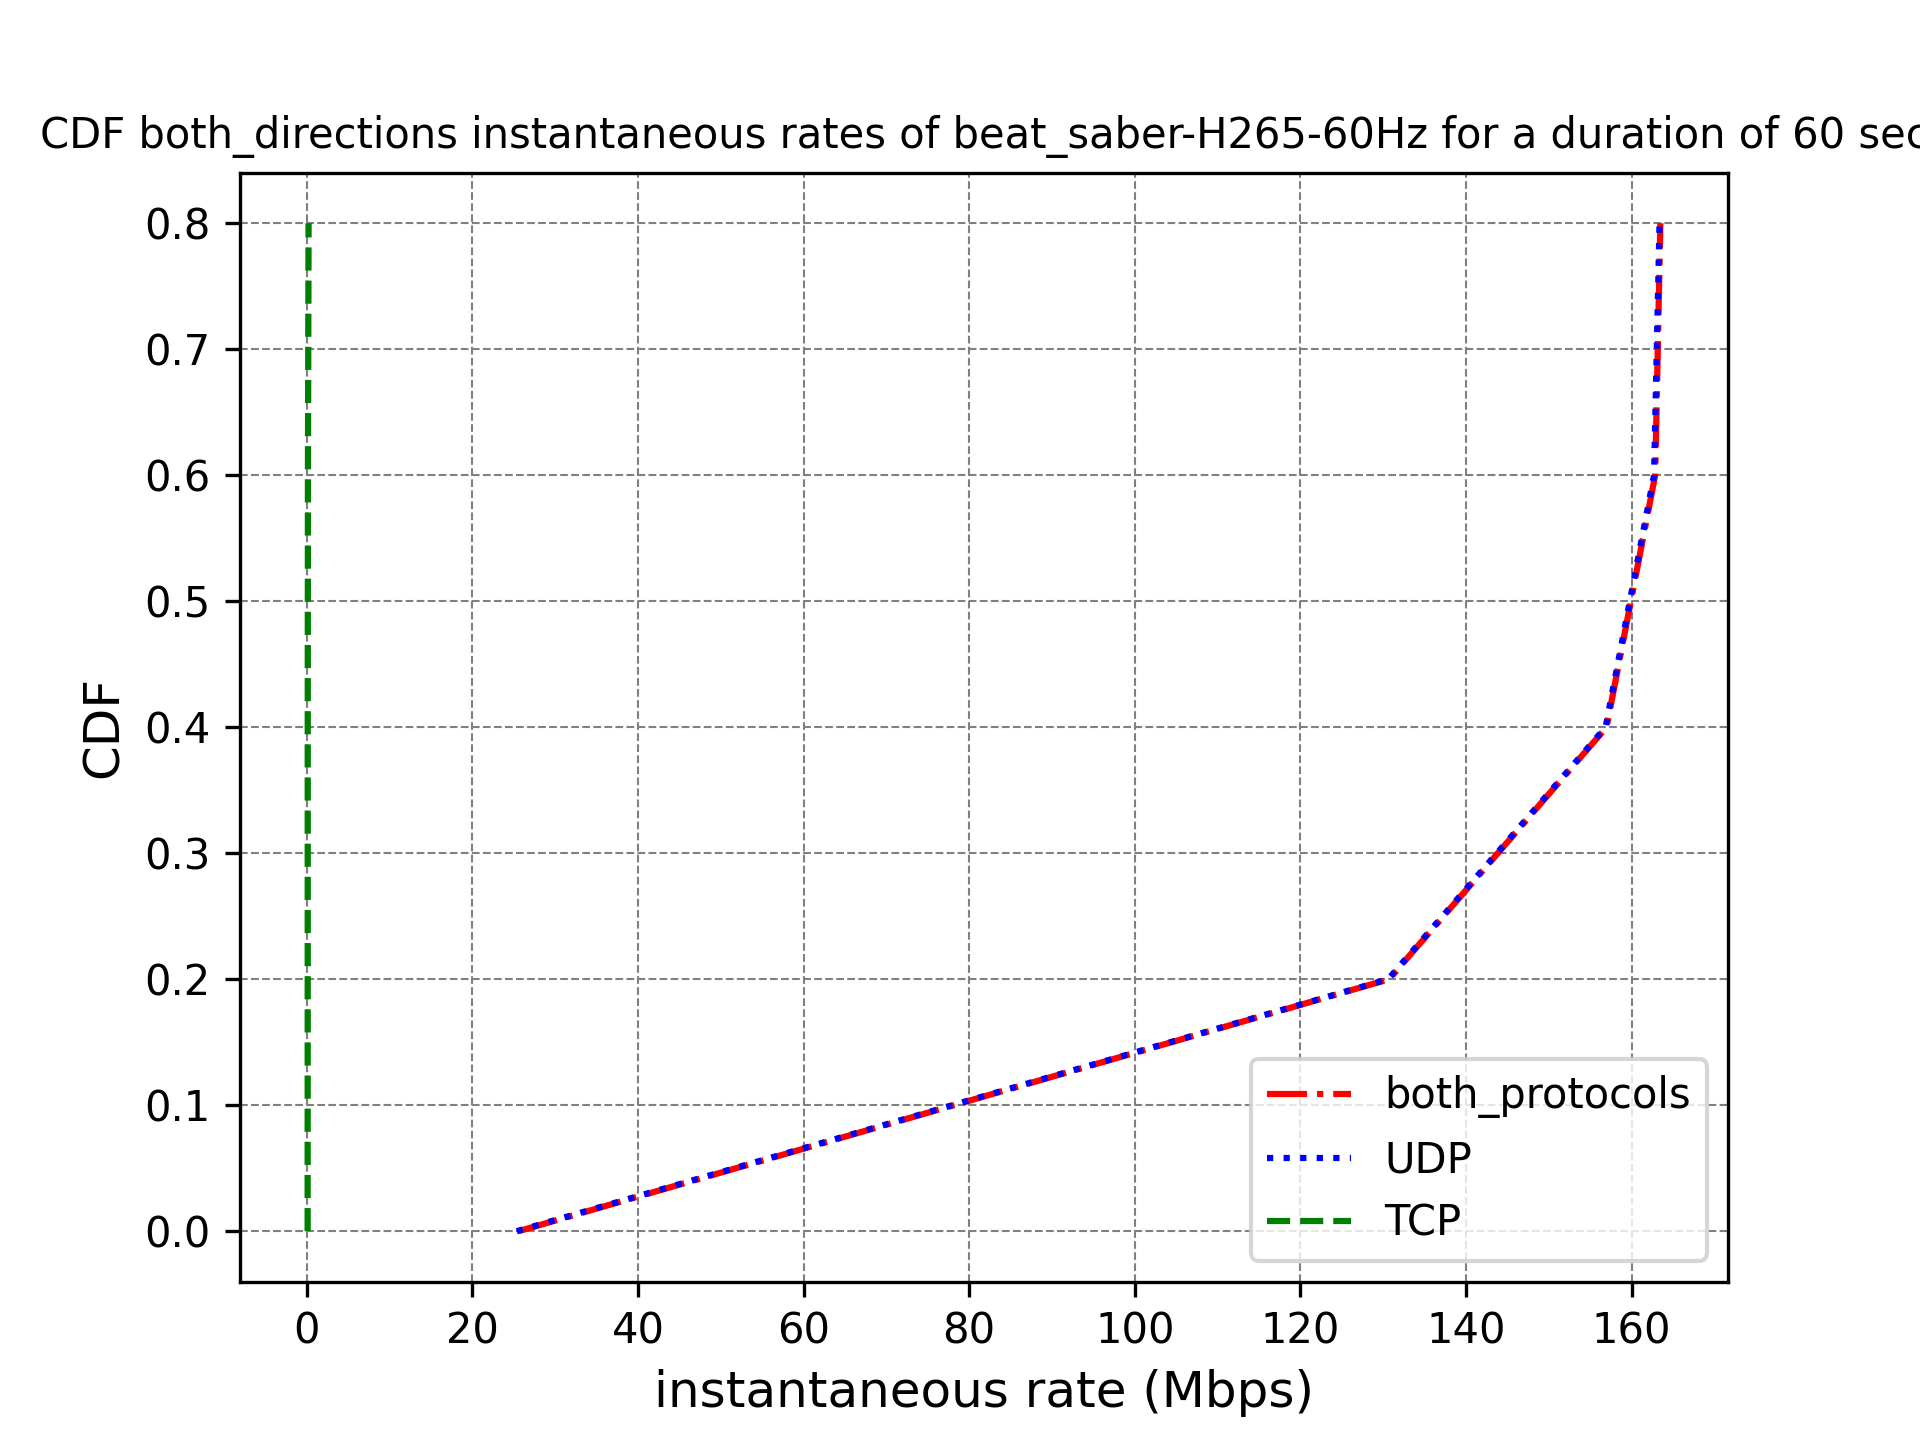 CDF both_directions instantaneous rates of beat_saber-H265-60Hz for a duration of 60 sec
0.8
0.7
0.6
0.5
0.4
0.3
0.2
0.1
0.0
CDF
both_protocols
UDP
TCP
0 20 40 60 80 100 120 140 160
instantaneous rate (Mbps)